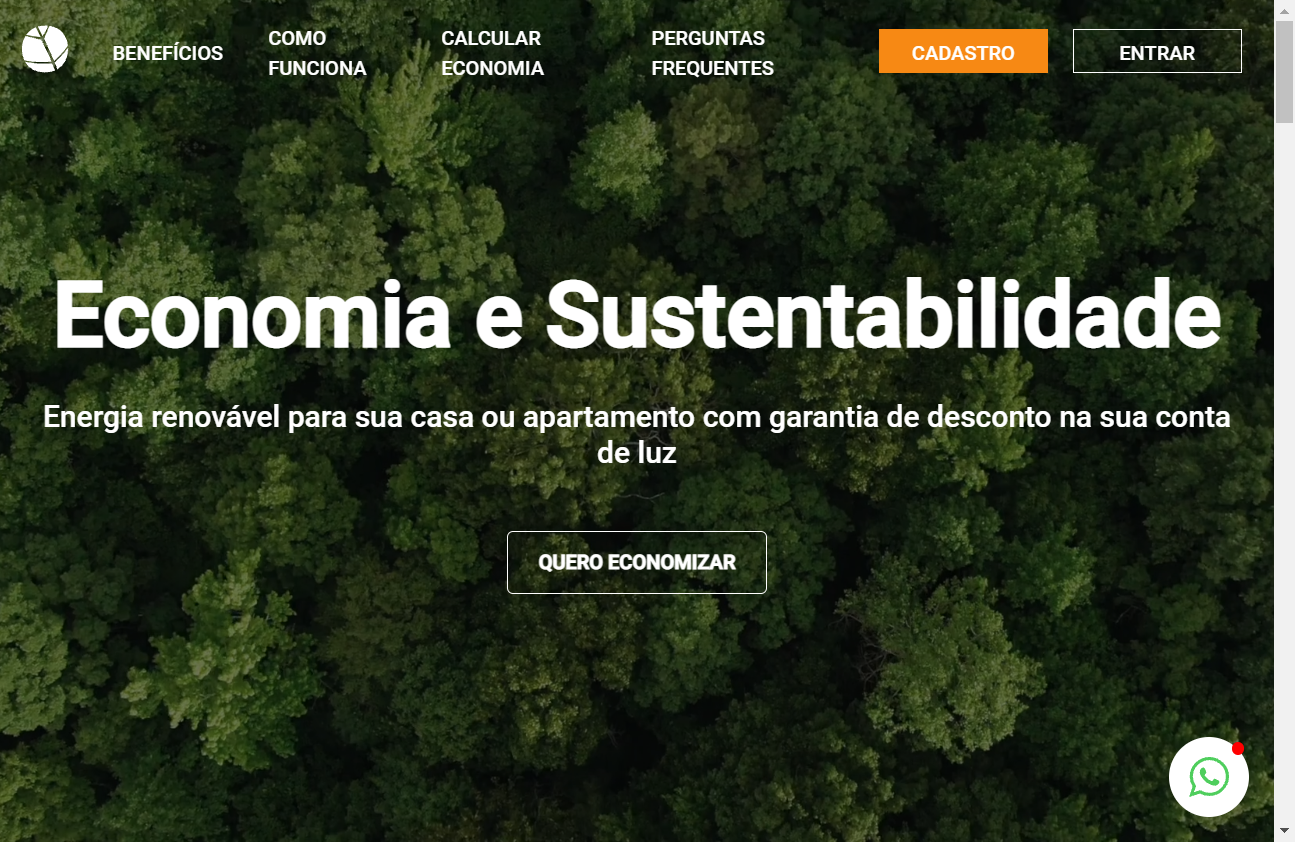 BENEFÍCIOS
COMO
FUNCIONA
CALCULAR
ECONOMIA
PERGUNTAS
FREQUENTES
CADASTRO
ENTRAR
Economia e Sustentabilidade
Energia renovável para sua casa ou apartamento com garantia de desconto na sua conta
de luz
QUERO ECONOMIZAR